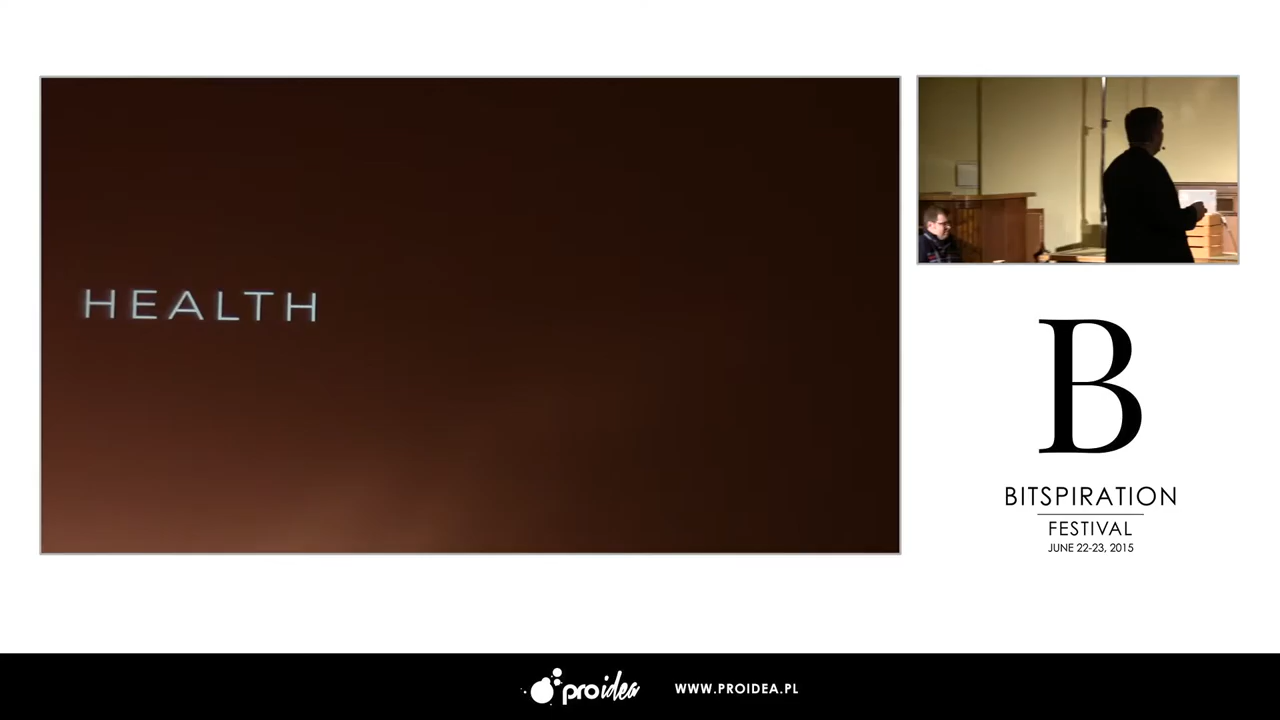 HEALTH
B
BITSPIRATION
FESTIVAL
JUNE 22-23, 2015
proidea
WWW.PROIDEA.PL